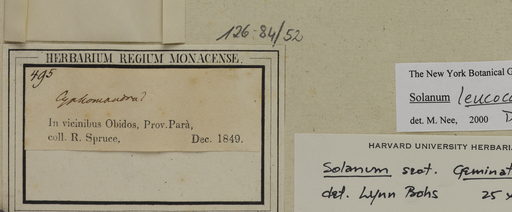 126-84/52
HERBARIUM REGIUM MONACENSE.
495
Cyphomandra?
In vicinibus Obidos, Prov. Parà,
coll. R. Spruce, Dec. 1849.
The New York Botanical G
Solanum leucoc
det. M. Nee, 2000
HARVARD UNIVERSITY HERBARI
Solanum sect. Geminat
det. Lynn Bohs 25